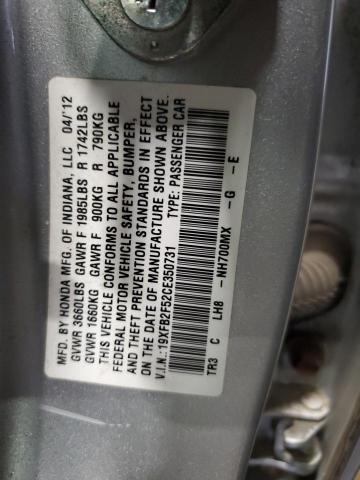 MFD. BY HONDA MFG. OF INDIANA, LLC 04/'12
GVWR 3660LBS GAWR F 1985LBS R 1742LBS
GVWR 1660KG GAWR F 900KG R 790KG
THIS VEHICLE CONFORMS TO ALL APPLICABLE
FEDERAL MOTOR VEHICLE SAFETY, BUMPER,
AND THEFT PREVENTION STANDARDS IN EFFECT
ON THE DATE OF MANUFACTURE SHOWN ABOVE.
V.I.N.: 19XFB2F52CE350731 TYPE: PASSENGER CAR
TR3 C LH8 -NH700MX -G -E